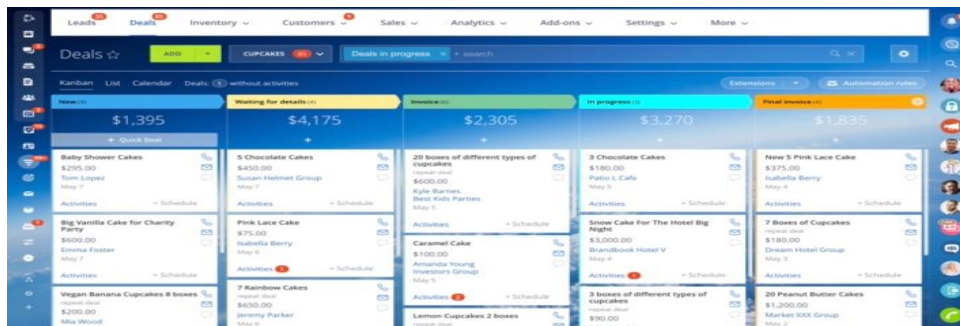 Leads
Deals
Inventory
Customers
Sales
Analytics
Add-ons
Settings
More
Deals
ADD
CUPCAKES
Deals in progress × + search
Kanban List Calendar Deals: without activities
Extensions
Automation rules
New (4)
$1,395
+ Quick Deal
Baby Shower Cakes
$295.00
Tom Lopez
May 7
Activities + Schedule
Big Vanilla Cake for Charity
Party
$600.00
Emma Foster
May 7
Activities + Schedule
Vegan Banana Cupcakes 8 boxes
repeat deal
$200.00
Mia Wood
Waiting for details (4)
$4,175
+
5 Chocolate Cakes
$450.00
Susan Helmet Group
May 7
Activities + Schedule
Pink Lace Cake
$75.00
Isabella Berry
May 6
Activities + Schedule
7 Rainbow Cakes
repeat deal
$650.00
Jeremy Parker
May 6
Invoice
$2,305
+
20 boxes of different types of
cupcakes
repeat deal
$600.00
Kyle Barnes
Best Kids Parties
May 5
Activities + Schedule
Caramel Cake
$100.00
Amanda Young
Investors Group
May 5
Activities 2 + Schedule
Lemon Cupcakes 2 boxes
repeat deal
In progress
$3,270
+
3 Chocolate Cakes
$180.00
Patio L Cafe
May 5
Activities + Schedule
Snow Cake For The Hotel Big
Night
$3,000.00
Brandbook Hotel V
May 4
Activities + Schedule
3 boxes of different types of
cupcakes
repeat deal
$90.00
Final invoice
$1,835
+
New 5 Pink Lace Cake
$375.00
Isabella Berry
May 4
Activities + Schedule
7 Boxes of Cupcakes
repeat deal
$180.00
Dream Hotel Group
May 3
Activities + Schedule
20 Peanut Butter Cakes
$1,200.00
Market XXX Group
May 2